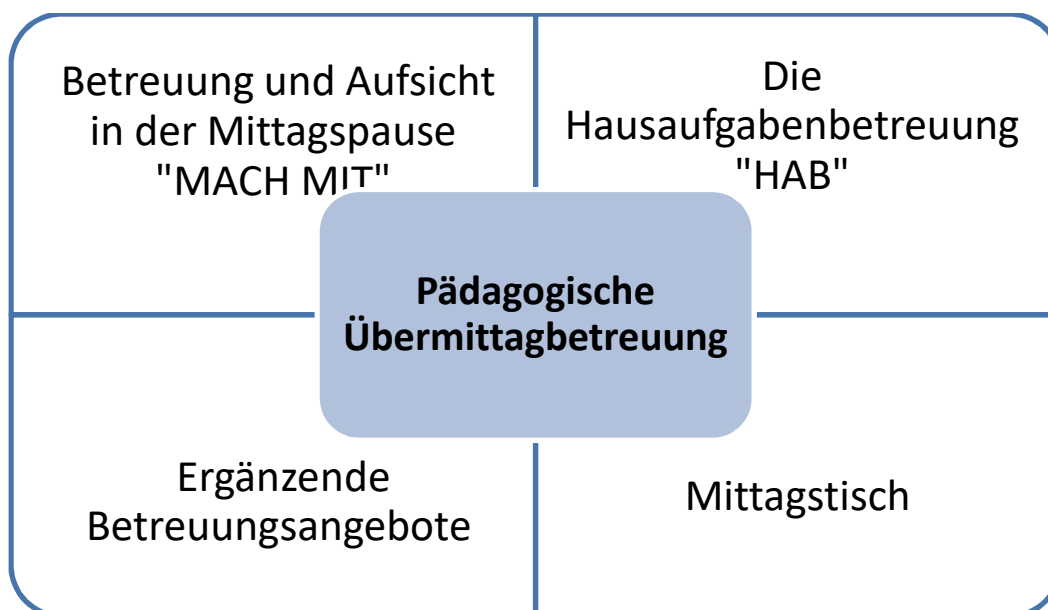 Betreuung und Aufsicht
in der Mittagspause
"MACH MIT"
Die
Hausaufgabenbetreuung
"HAB"
Pädagogische
Übermittagbetreuung
Ergänzende
Betreuungsangebote
Mittagstisch